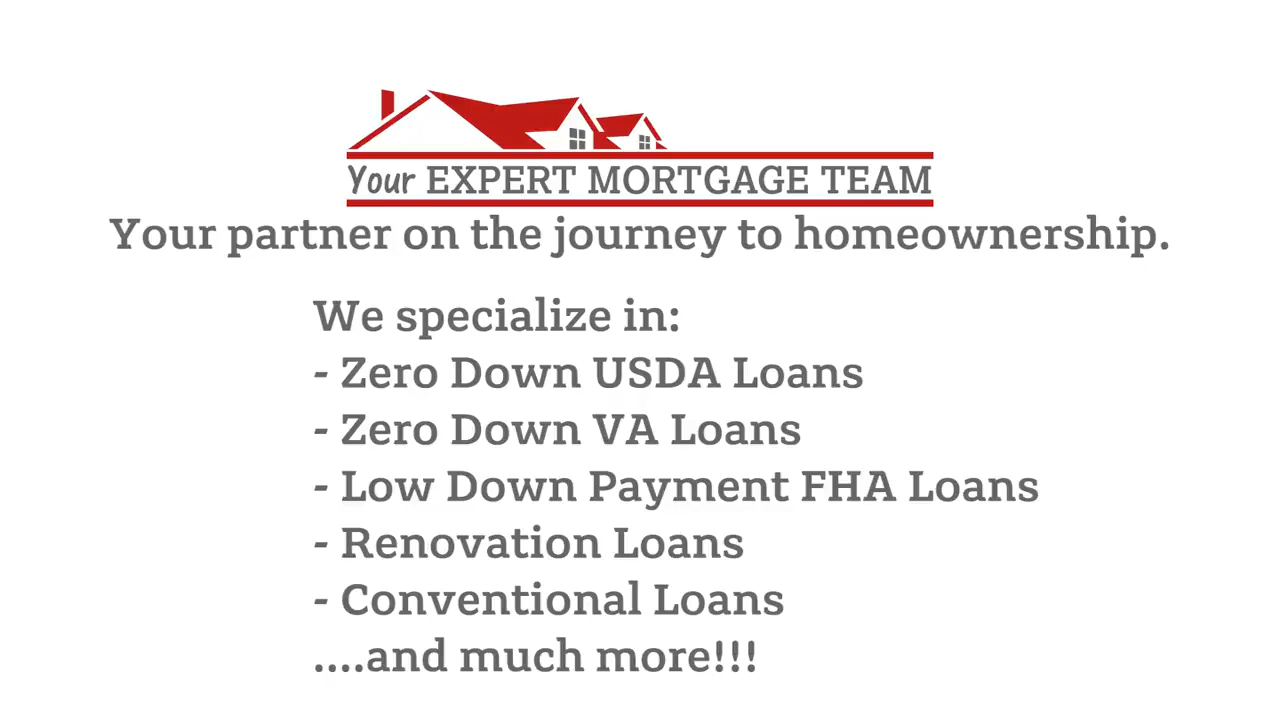 Your EXPERT MORTGAGE TEAM
Your partner on the journey to homeownership.
We specialize in:
- Zero Down USDA Loans
- Zero Down VA Loans
- Low Down Payment FHA Loans
- Renovation Loans
- Conventional Loans
....and much more!!!